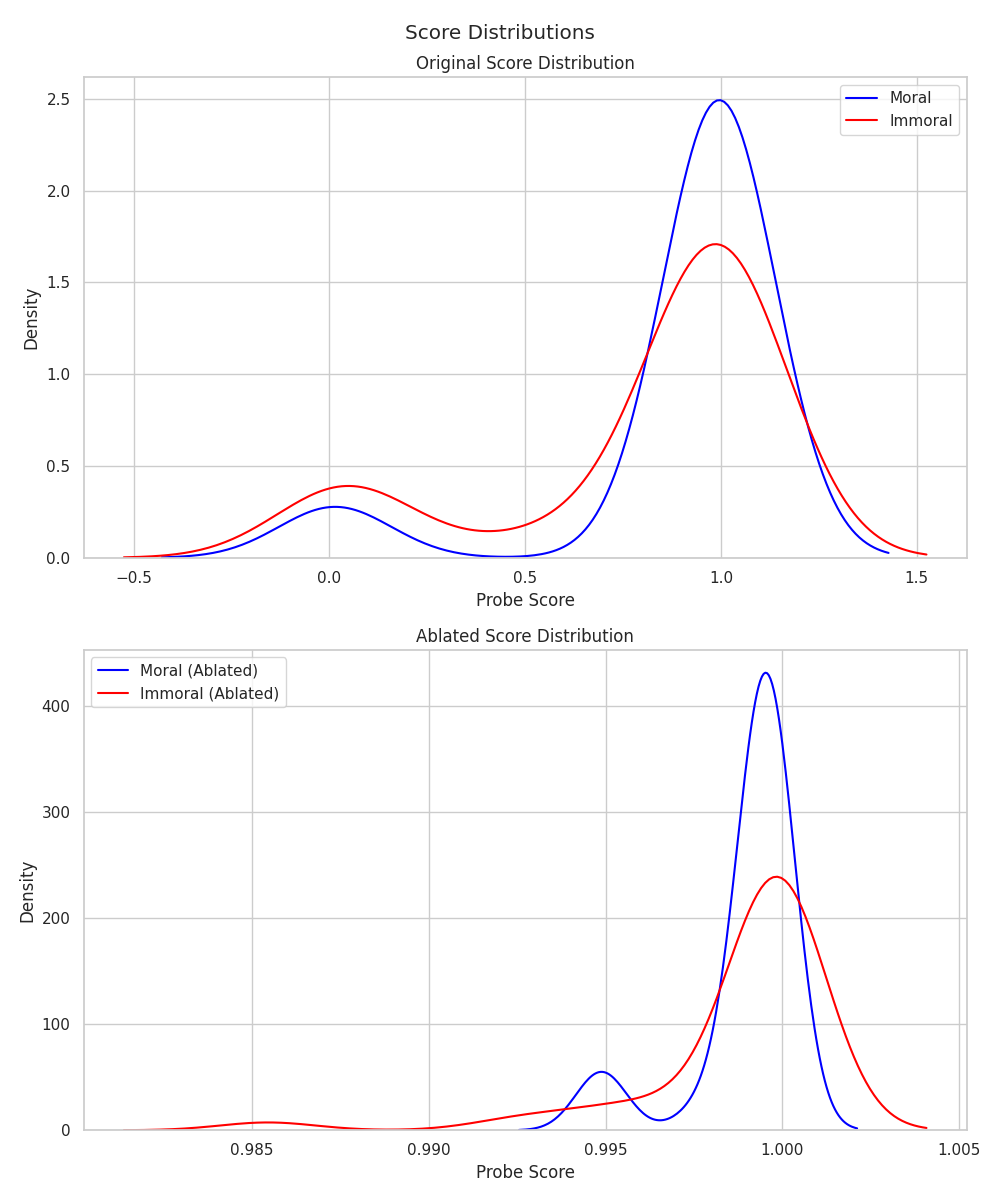 Score Distributions
Original Score Distribution
Moral
Immoral
2.5
2.0
1.5
1.0
0.5
0.0
Density
−0.5
0.0
0.5
1.0
1.5
Probe Score
Ablated Score Distribution
Moral (Ablated)
Immoral (Ablated)
400
300
200
100
0
Density
0.985
0.990
0.995
1.000
1.005
Probe Score